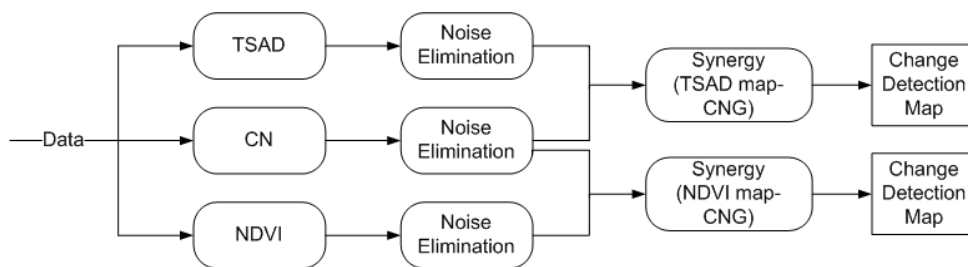 Data
TSAD
Noise
Elimination
CN
Noise
Elimination
NDVI
Noise
Elimination
Synergy
(TSAD map-
CNG)
Change
Detection
Map
Synergy
(NDVI map-
CNG)
Change
Detection
Map